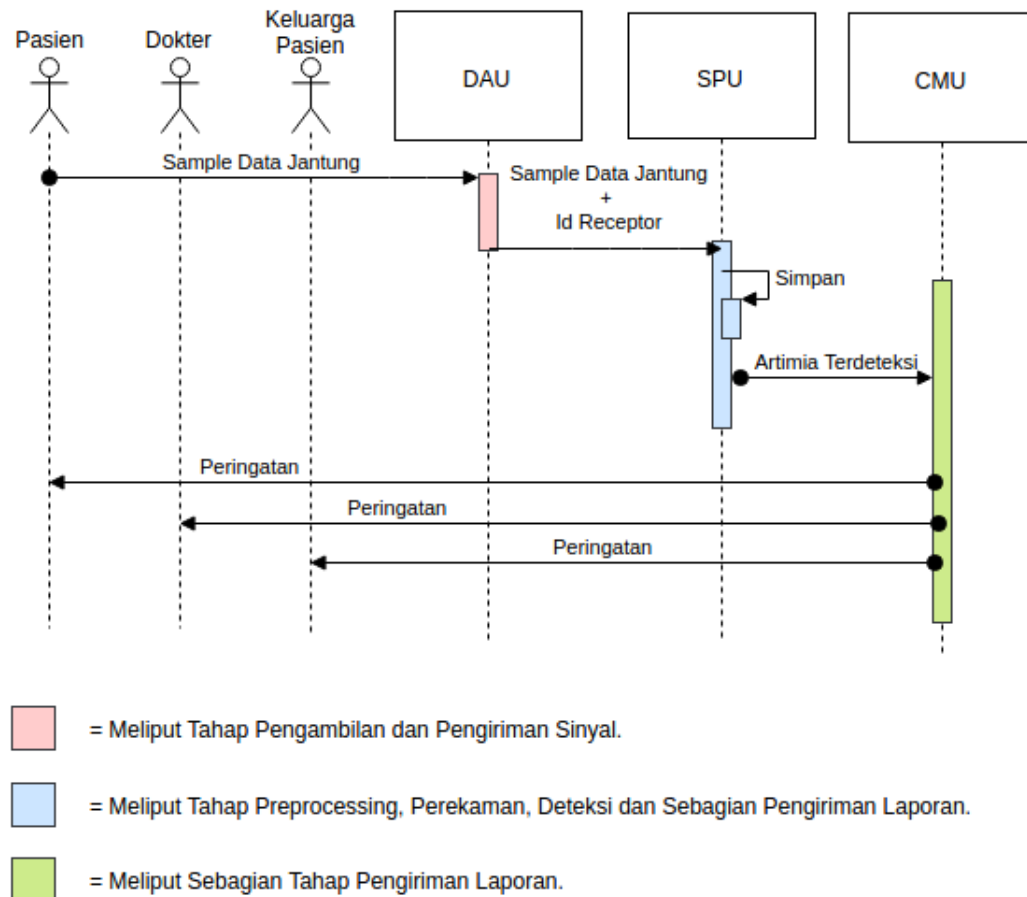 Pasien
Dokter
Keluarga
Pasien
DAU
SPU
CMU
Sample Data Jantung
Sample Data Jantung
+
Id Receptor
Simpan
Artimia Terdeteksi
Peringatan
Peringatan
Peringatan
= Meliput Tahap Pengambilan dan Pengiriman Sinyal.
= Meliput Tahap Preprocessing, Perekaman, Deteksi dan Sebagian Pengiriman Laporan.
= Meliput Sebagian Tahap Pengiriman Laporan.